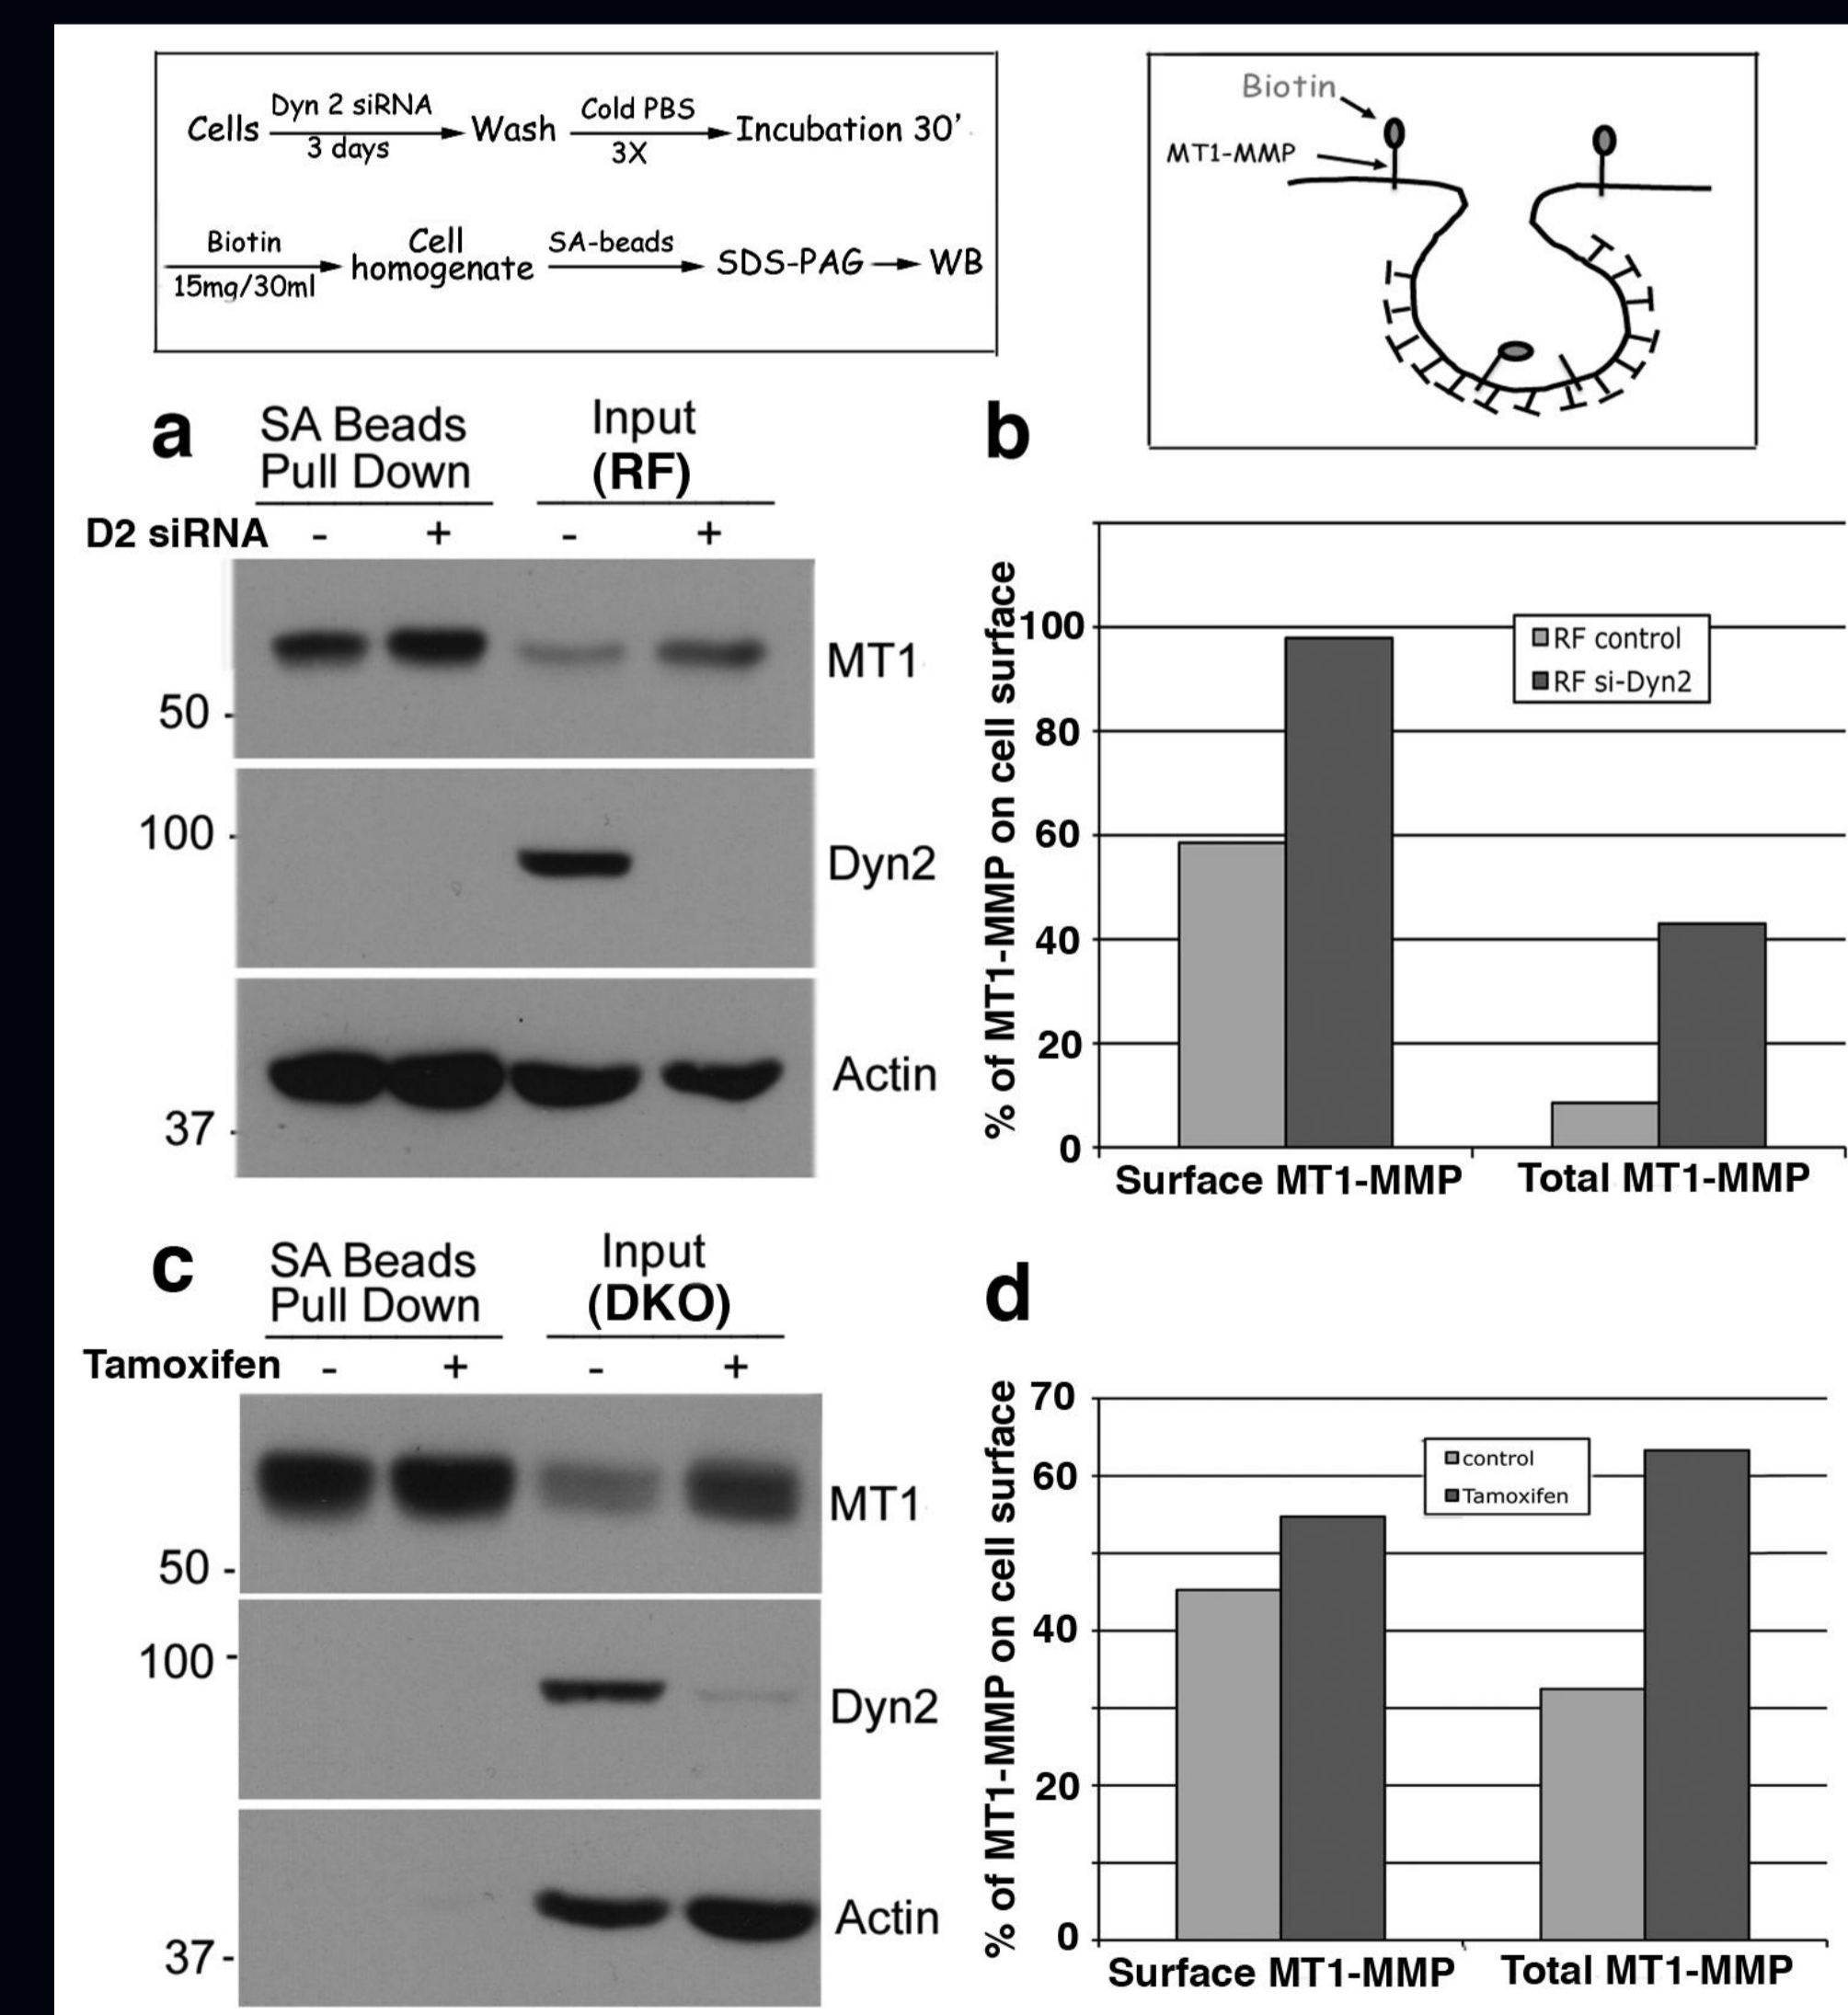 Cells Dyn 2 siRNA 3 days Wash Cold PBS 3X Incubation 30'
Biotin 15mg/30ml Cell homogenate SA-beads SDS-PAG WB
Biotin
MT1-MMP
a
SA Beads
Pull Down
Input
(RF)
D2 siRNA - + - +
MT1
50 -
100 -
Dyn2
Actin
37 -
b
% of MT1-MMP on cell surface
100
80
60
40
20
0
RF control
RF si-Dyn2
Surface MT1-MMP Total MT1-MMP
c
SA Beads
Pull Down
Input
(DKO)
Tamoxifen - + - +
MT1
50 -
100 -
Dyn2
Actin
37 -
d
% of MT1-MMP on cell surface
70
60
40
20
0
control
Tamoxifen
Surface MT1-MMP Total MT1-MMP